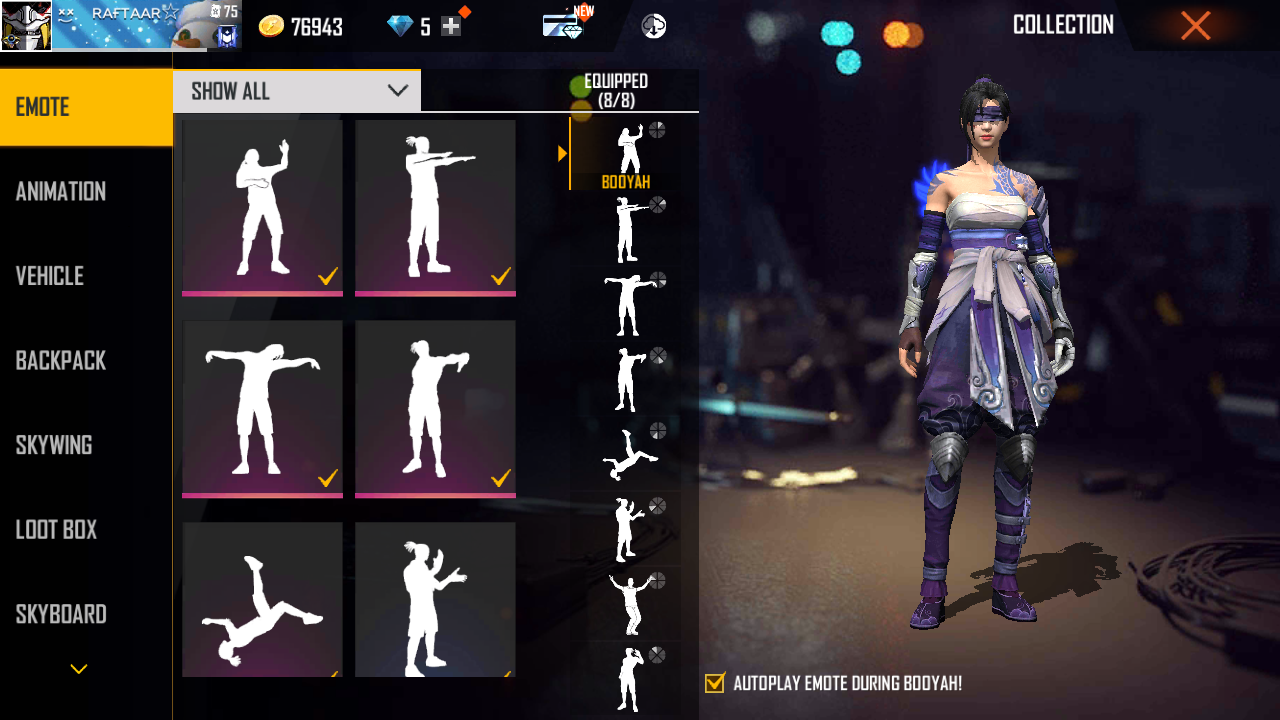 RAFTAAR☆
75
76943
5
NEW
COLLECTION
EMOTE
ANIMATION
VEHICLE
BACKPACK
SKYWING
LOOT BOX
SKYBOARD
SHOW ALL
EQUIPPED
(8/8)
BOOYAH
AUTOPLAY EMOTE DURING BOOYAH!